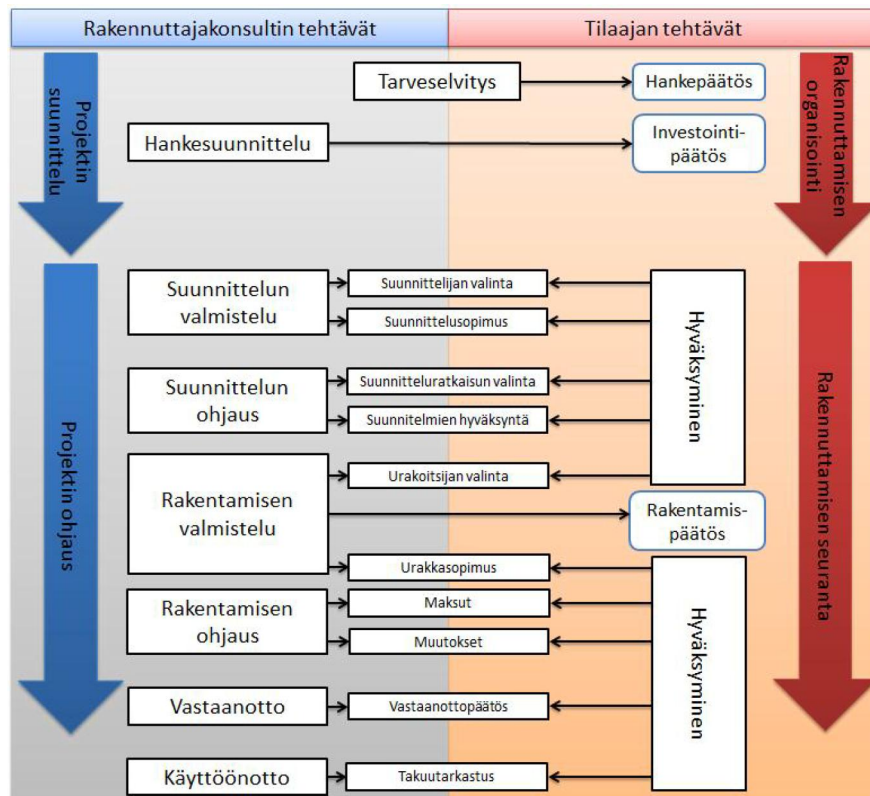 Rakennuttajakonsultin tehtävät
Tilaajan tehtävät
Projektin
suunnittelu
Tarveselvitys
Hankepäätös
Rakennuttamisen
organisointi
Hankesuunnittelu
Investointi-
päätös
Projektin ohjaus
Suunnittelun
valmistelu
Suunnittelijan valinta
Suunnittelusopimus
Hyväksyminen
Rakennuttamisen seuranta
Suunnittelun
ohjaus
Suunnitteluratkaisun valinta
Suunnitelmien hyväksyntä
Rakentamisen
valmistelu
Urakoitsijan valinta
Rakentamis-
päätös
Urakkasopimus
Hyväksyminen
Rakentamisen
ohjaus
Maksut
Muutokset
Vastaanotto
Vastaanottopäätös
Käyttöönotto
Takuutarkastus